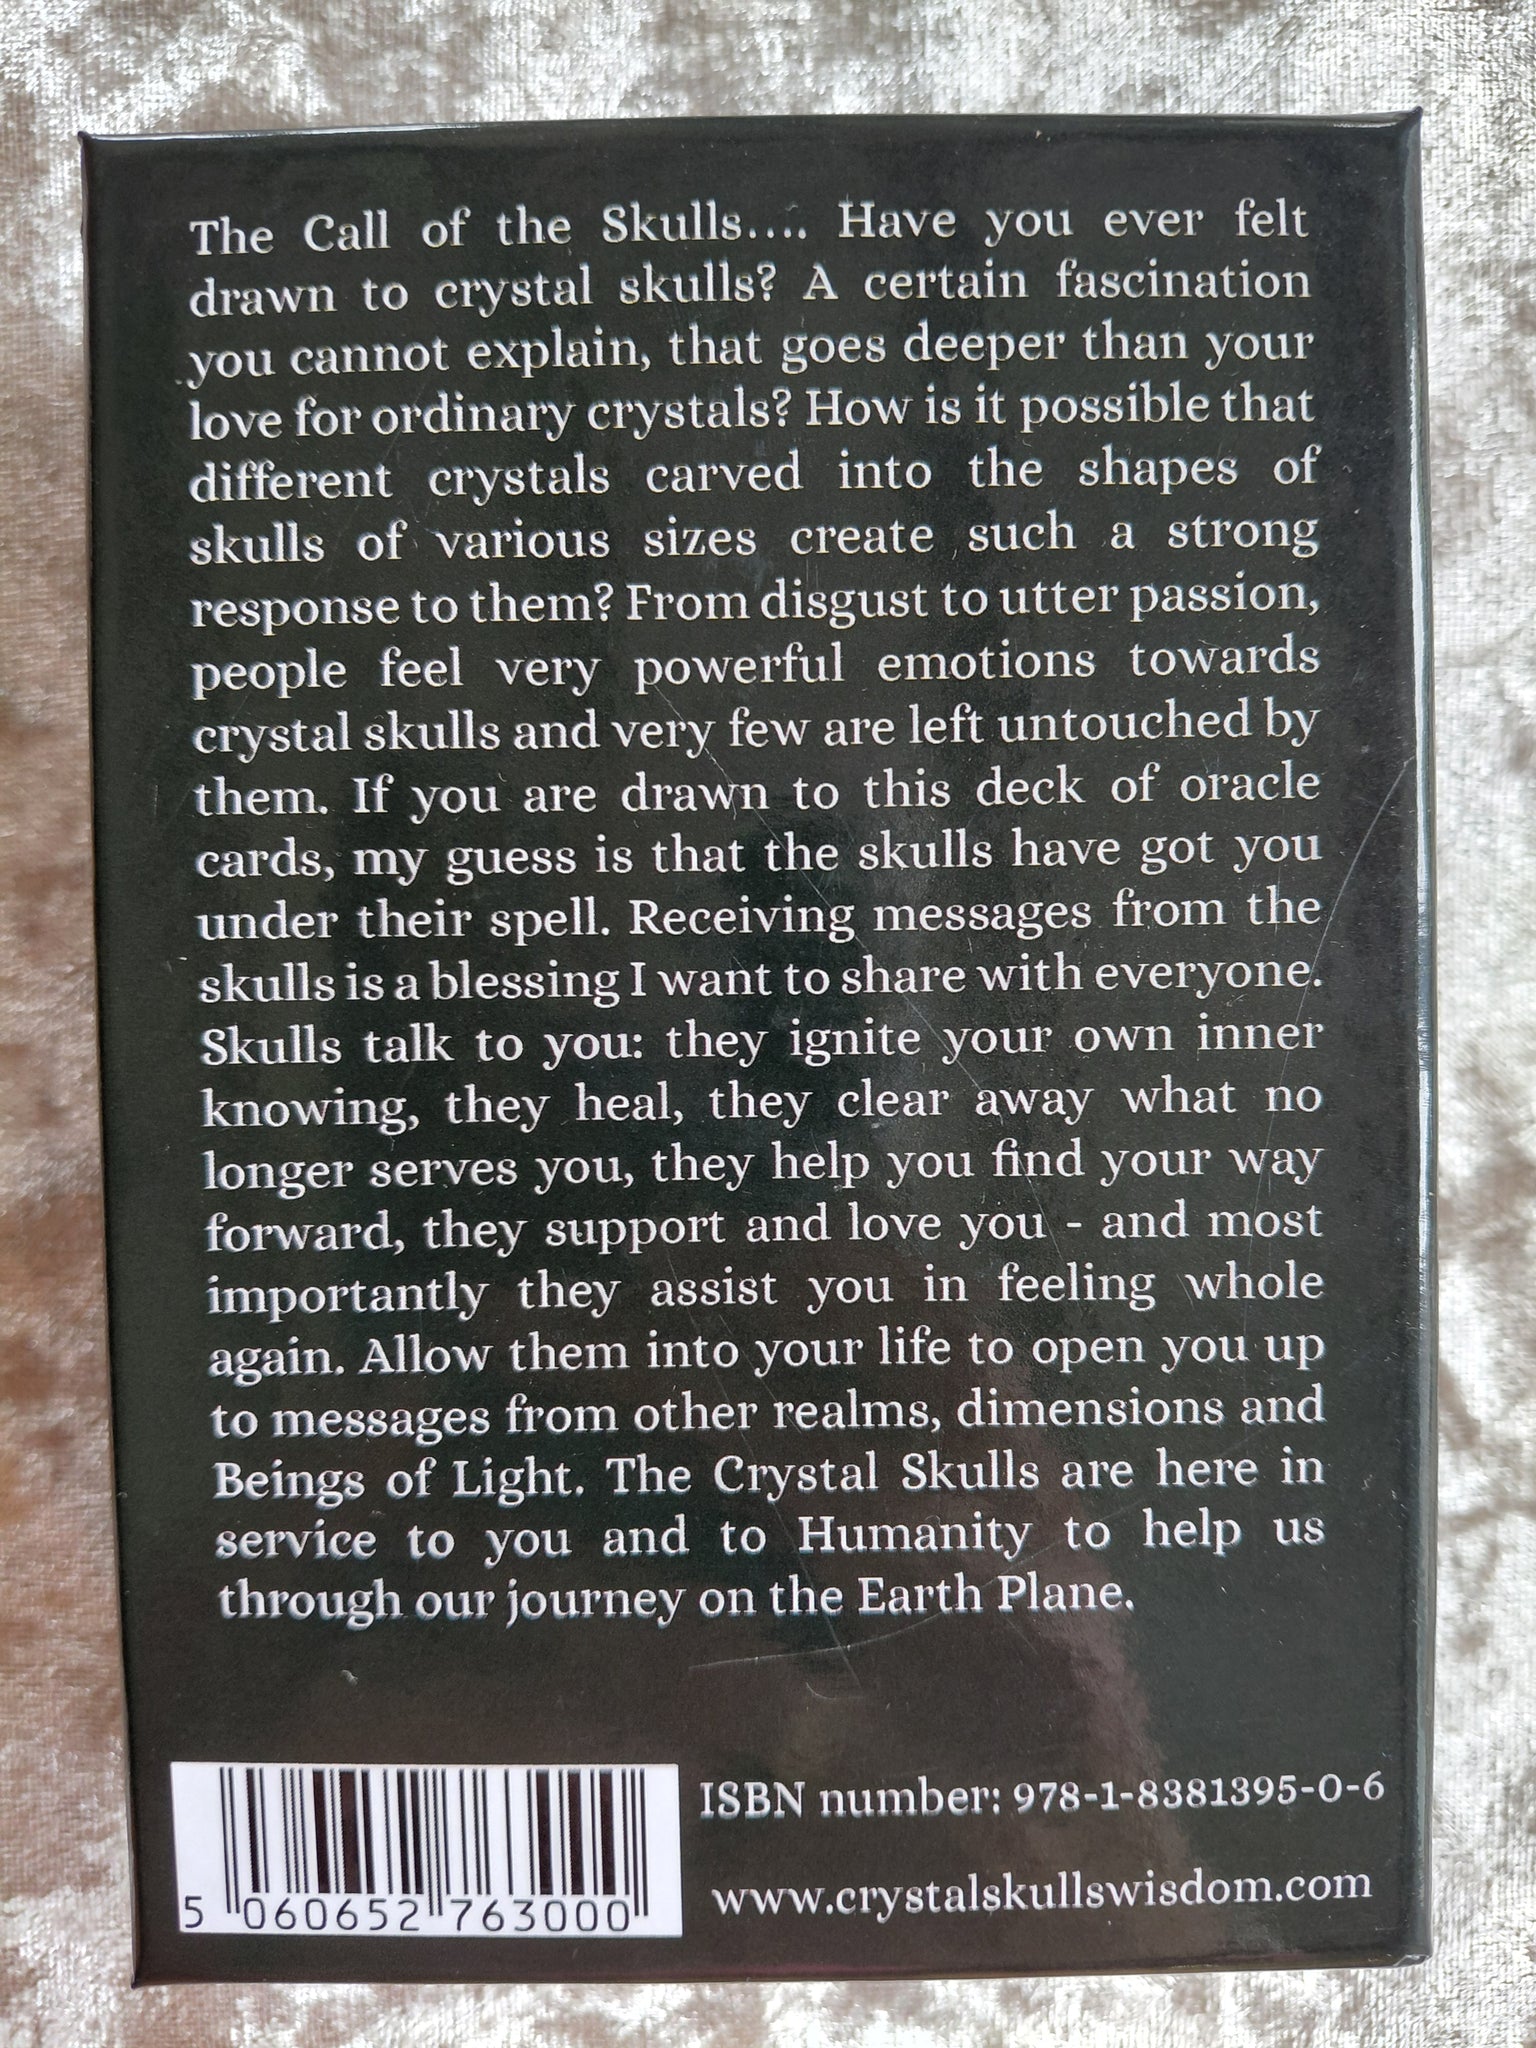 The Call of the Skulls.... Have you ever felt
drawn to crystal skulls? A certain fascination
you cannot explain, that goes deeper than your
love for ordinary crystals? How is it possible that
different crystals carved into the shapes of
skulls of various sizes create such a strong
response to them? From disgust to utter passion,
people feel very powerful emotions towards
crystal skulls and very few are left untouched by
them. If you are drawn to this deck of oracle
cards, my guess is that the skulls have got you
under their spell. Receiving messages from the
skulls is a blessing I want to share with everyone.
Skulls talk to you: they ignite your own inner
knowing, they heal, they clear away what no
longer serves you, they help you find your way
forward, they support and love you - and most
importantly they assist you in feeling whole
again. Allow them into your life to open you up
to messages from other realms, dimensions and
Beings of Light. The Crystal Skulls are here in
service to you and to Humanity to help us
through our journey on the Earth Plane.
ISBN number: 978-1-8381395-0-6
www.crystalskullswisdom.com
5 060652 763000